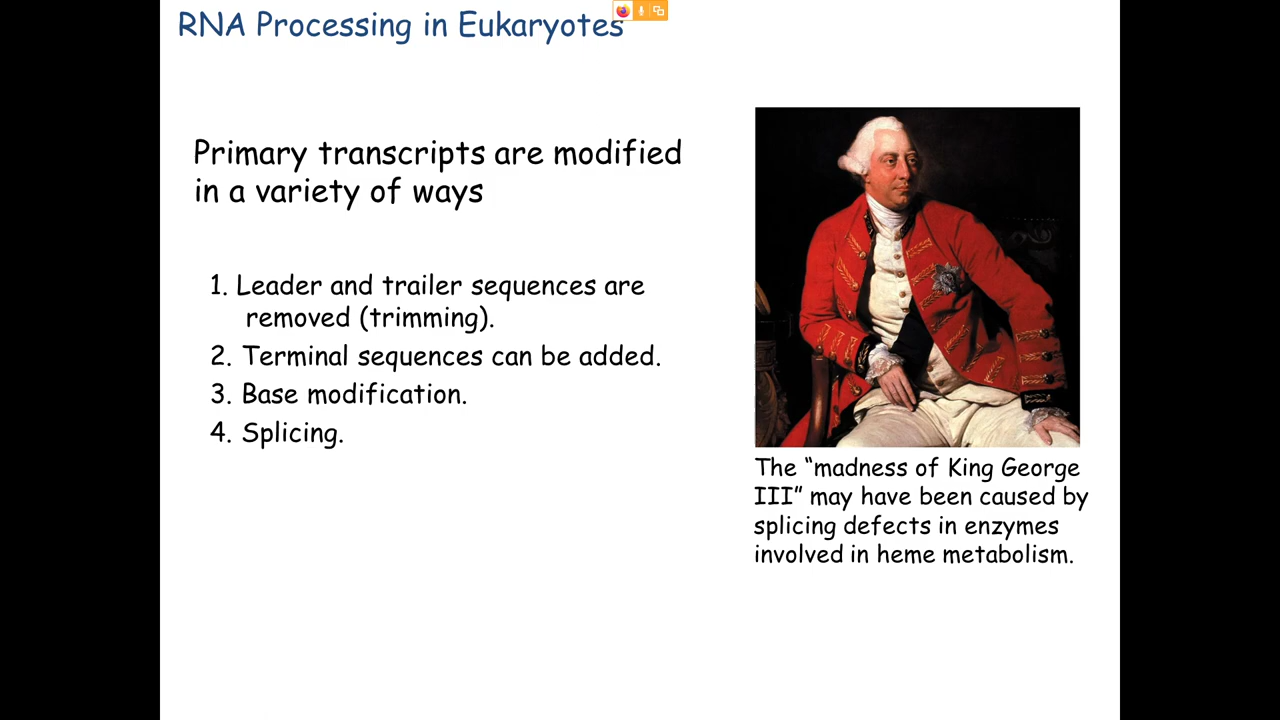 RNA Processing in Eukaryotes
Primary transcripts are modified
in a variety of ways
1. Leader and trailer sequences are
removed (trimming).
2. Terminal sequences can be added.
3. Base modification.
4. Splicing.
The “madness of King George
III” may have been caused by
splicing defects in enzymes
involved in heme metabolism.